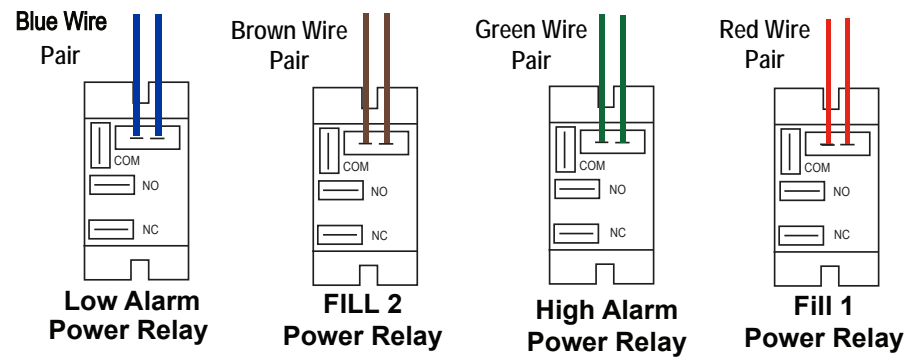 Blue Wire
Pair
COM
NO
NC
Low Alarm
Power Relay
Brown Wire
Pair
COM
NO
NC
FILL 2
Power Relay
Green Wire
Pair
COM
NO
NC
High Alarm
Power Relay
Red Wire
Pair
COM
NO
NC
Fill 1
Power Relay